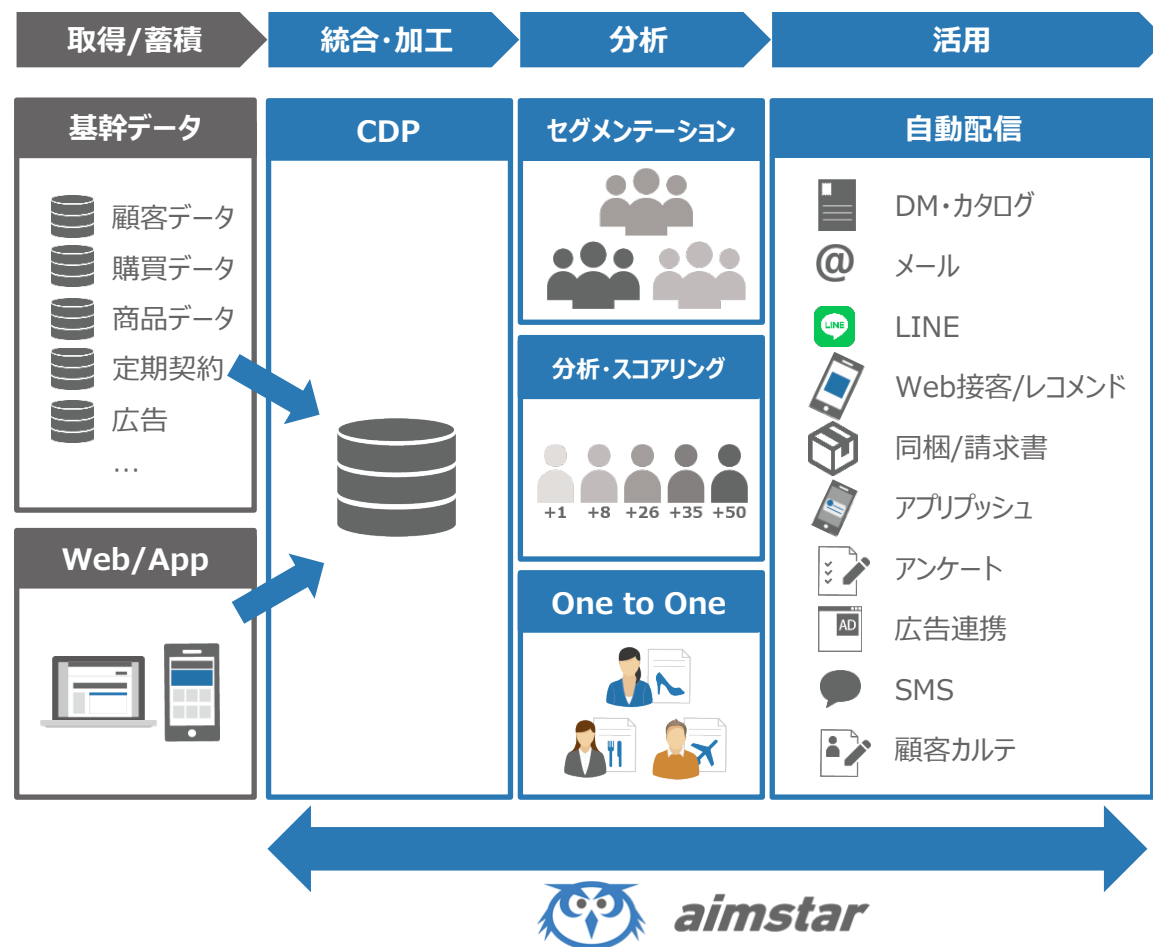 取得/蓄積
統合・加工
分析
活用
基幹データ
顧客データ
購買データ
商品データ
定期契約
広告
…
Web/App
CDP
セグメンテーション
分析・スコアリング
+1 +8 +26 +35 +50
One to One
自動配信
DM・カタログ
@
メール
LINE
LINE
Web接客/レコメンド
同梱/請求書
アプリプッシュ
アンケート
AD
広告連携
SMS
顧客カルテ
aimstar